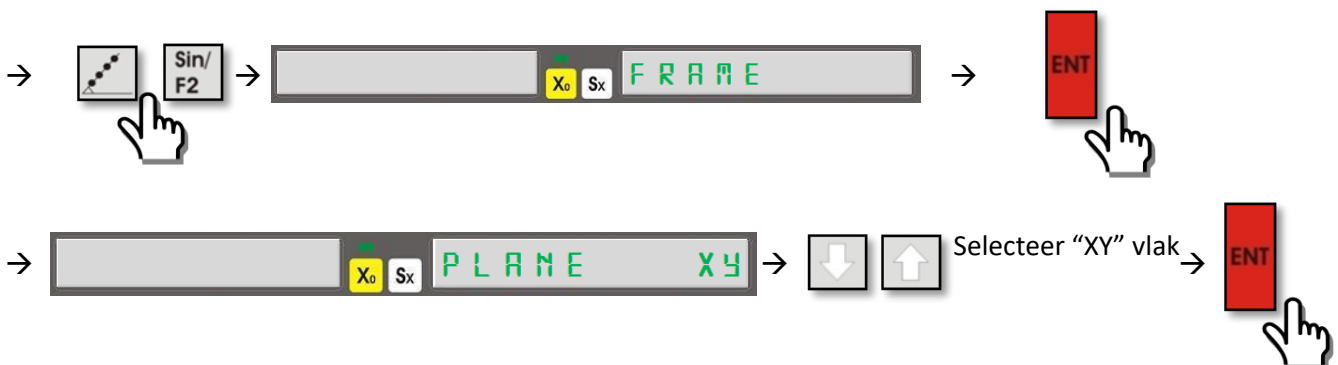 → Sin/ F2 → X₀ Sx FRAME → ENT
→ X₀ Sx PLANE XY → Selecteer “XY” vlak → ENT